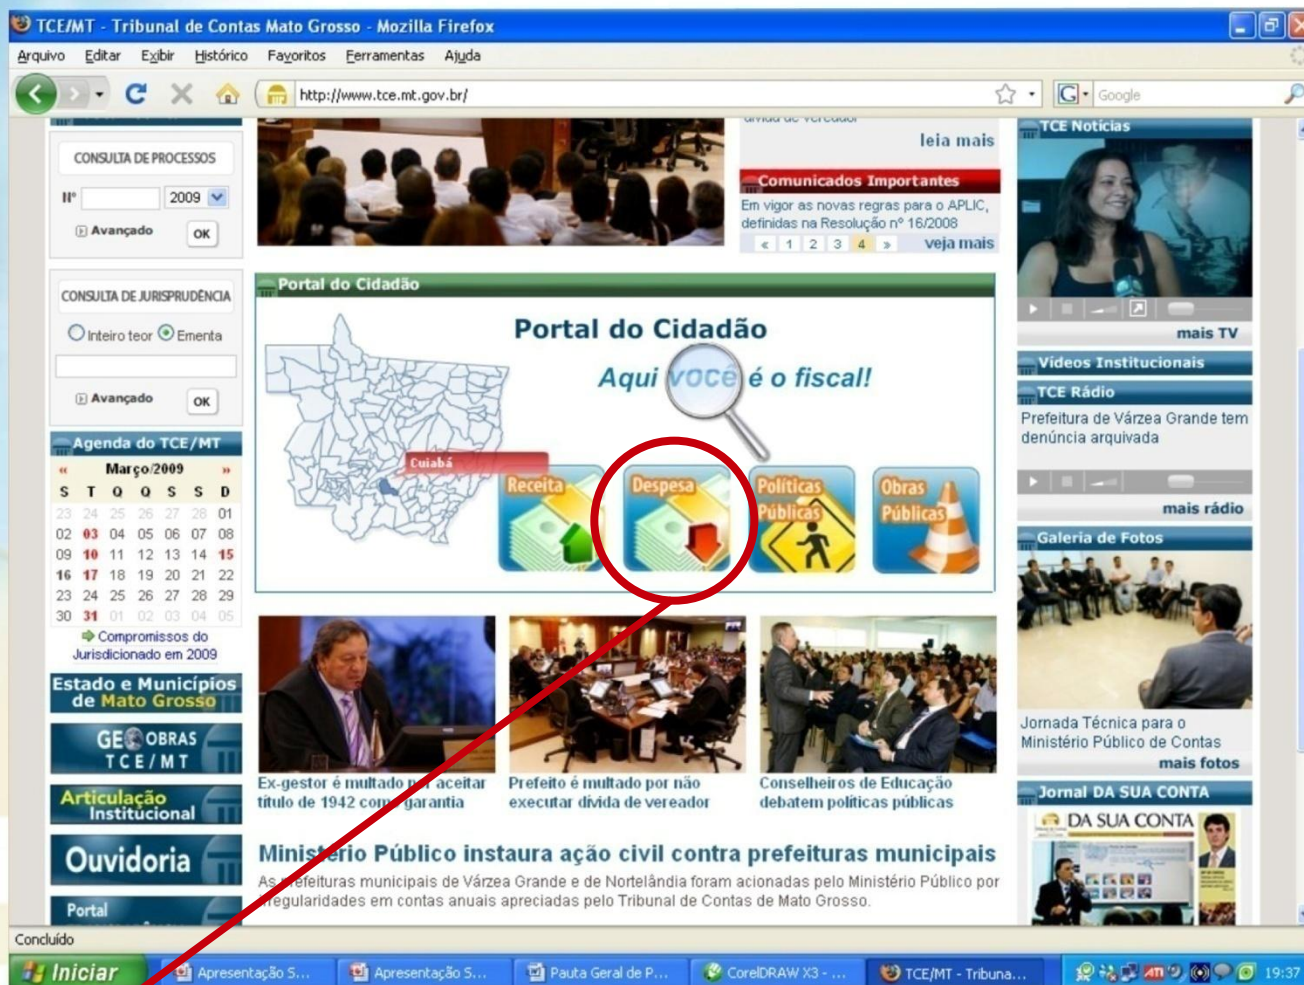 TCE/MT - Tribunal de Contas Mato Grosso - Mozilla Firefox
Arquivo Editar Exibir Histórico Favoritos Ferramentas Ajuda
http://www.tce.mt.gov.br/
Google
CONSULTA DE PROCESSOS
Nº 2009
Avançado OK
CONSULTA DE JURISPRUDÊNCIA
Inteiro teor Ementa
Avançado OK
Agenda do TCE/MT
« Março/2009 »
S T Q Q S S D
23 24 25 26 27 28 01
02 03 04 05 06 07 08
09 10 11 12 13 14 15
16 17 18 19 20 21 22
23 24 25 26 27 28 29
30 31 01 02 03 04 05
Compromissos do
Jurisdicionado em 2009
Estado e Municípios
de Mato Grosso
GEOBRAS
TCE/MT
Articulação
Institucional
Ouvidoria
Portal
leia mais
Comunicados Importantes
Em vigor as novas regras para o APLIC,
definidas na Resolução nº 16/2008
« 1 2 3 4 » veja mais
Portal do Cidadão
Portal do Cidadão
Aqui você é o fiscal!
Cuiabá
Receita
Despesa
Políticas
Públicas
Obras
Públicas
Ex-gestor é multado por aceitar
título de 1942 como garantia
Prefeito é multado por não
executar dívida de vereador
Conselheiros de Educação
debatem políticas públicas
Ministério Público instaura ação civil contra prefeituras municipais
As prefeituras municipais de Várzea Grande e de Nortelândia foram acionadas pelo Ministério Público por
irregularidades em contas anuais apreciadas pelo Tribunal de Contas de Mato Grosso.
TCE Notícias
mais TV
Vídeos Institucionais
TCE Rádio
Prefeitura de Várzea Grande tem
denúncia arquivada
mais rádio
Galeria de Fotos
Jornada Técnica para o
Ministério Público de Contas
mais fotos
Jornal DA SUA CONTA
DA SUA CONTA
Concluído
Iniciar
Apresentação S...
Apresentação S...
Pauta Geral de P...
CorelDRAW X3 - ...
TCE/MT - Tribuna...
ATI
19:37